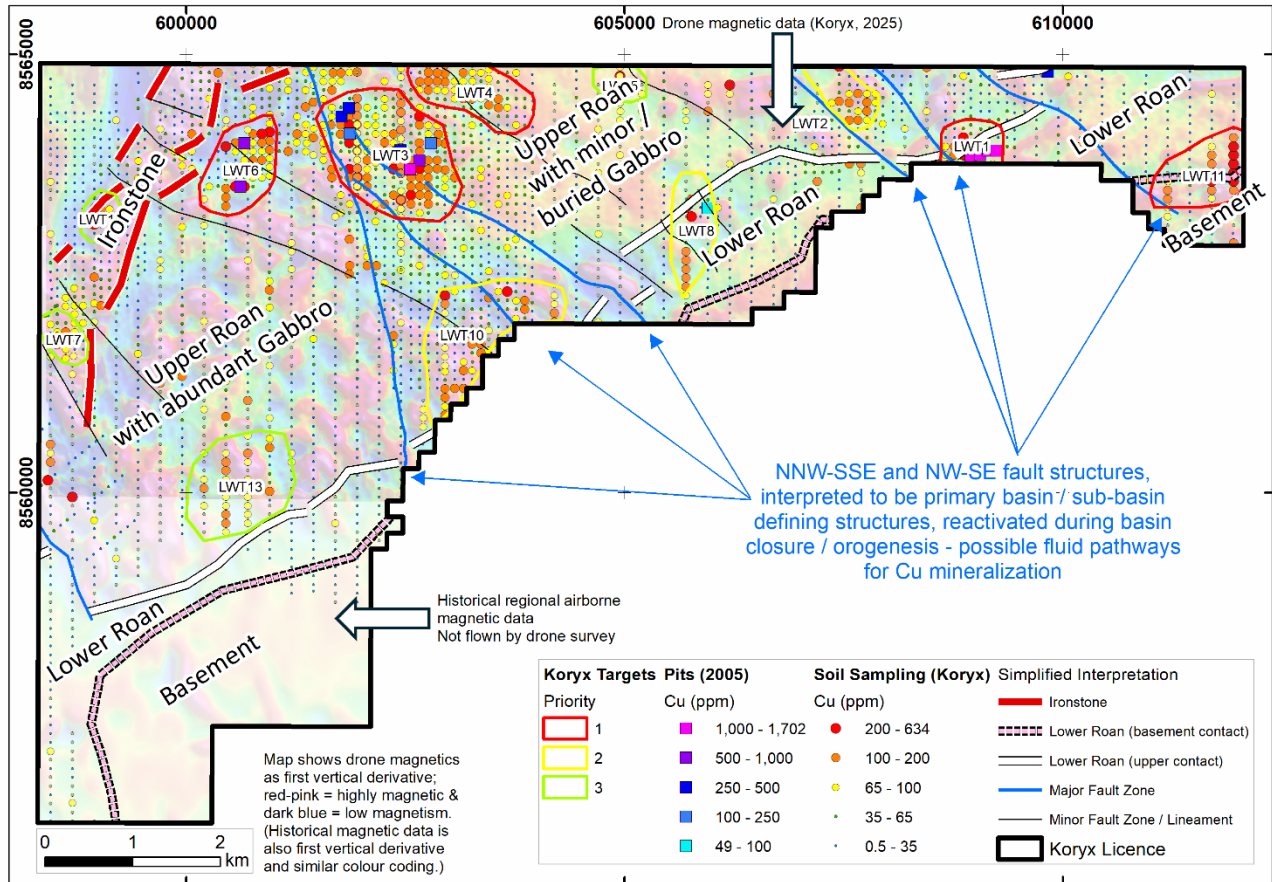 600000
605000
610000
Drone magnetic data (Koryx, 2025)
8565000
8560000
LWT4
LWT2
LWT1
LWT3
LWT6
LWT11
LWT8
LWT10
LWT7
LWT13
Ironstone
Upper Roan
with minor /
buried Gabbro
Lower Roan
Lower Roan
Basement
Upper Roan
with abundant Gabbro
Lower Roan
Basement
NNW-SSE and NW-SE fault structures,
interpreted to be primary basin / sub-basin
defining structures, reactivated during basin
closure / orogenesis - possible fluid pathways
for Cu mineralization
Historical regional airborne
magnetic data
Not flown by drone survey
Map shows drone magnetics
as first vertical derivative;
red-pink = highly magnetic &
dark blue = low magnetism.
(Historical magnetic data is
also first vertical derivative
and similar colour coding.)
0 1 2
km
Koryx Targets
Priority
1
2
3
Pits (2005)
Cu (ppm)
1,000 - 1,702
500 - 1,000
250 - 500
100 - 250
49 - 100
Soil Sampling (Koryx)
Cu (ppm)
200 - 634
100 - 200
65 - 100
35 - 65
0.5 - 35
Simplified Interpretation
Ironstone
Lower Roan (basement contact)
Lower Roan (upper contact)
Major Fault Zone
Minor Fault Zone / Lineament
Koryx Licence